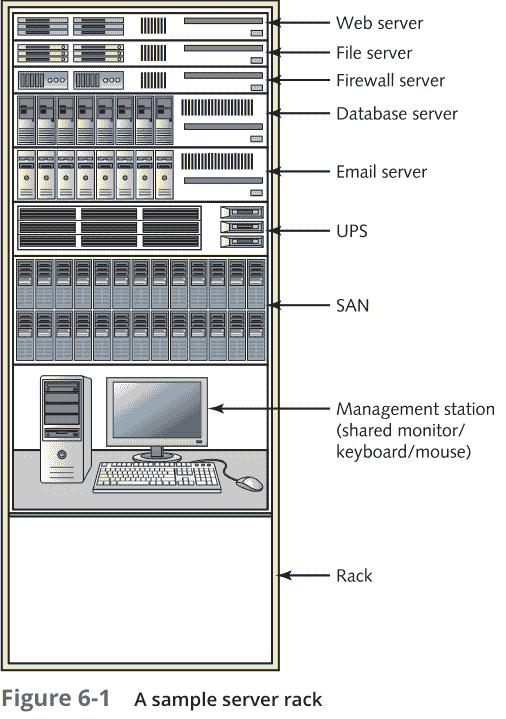 Web server
File server
Firewall server
Database server
Email server
UPS
SAN
Management station
(shared monitor/
keyboard/mouse)
Rack
Figure 6-1 A sample server rack